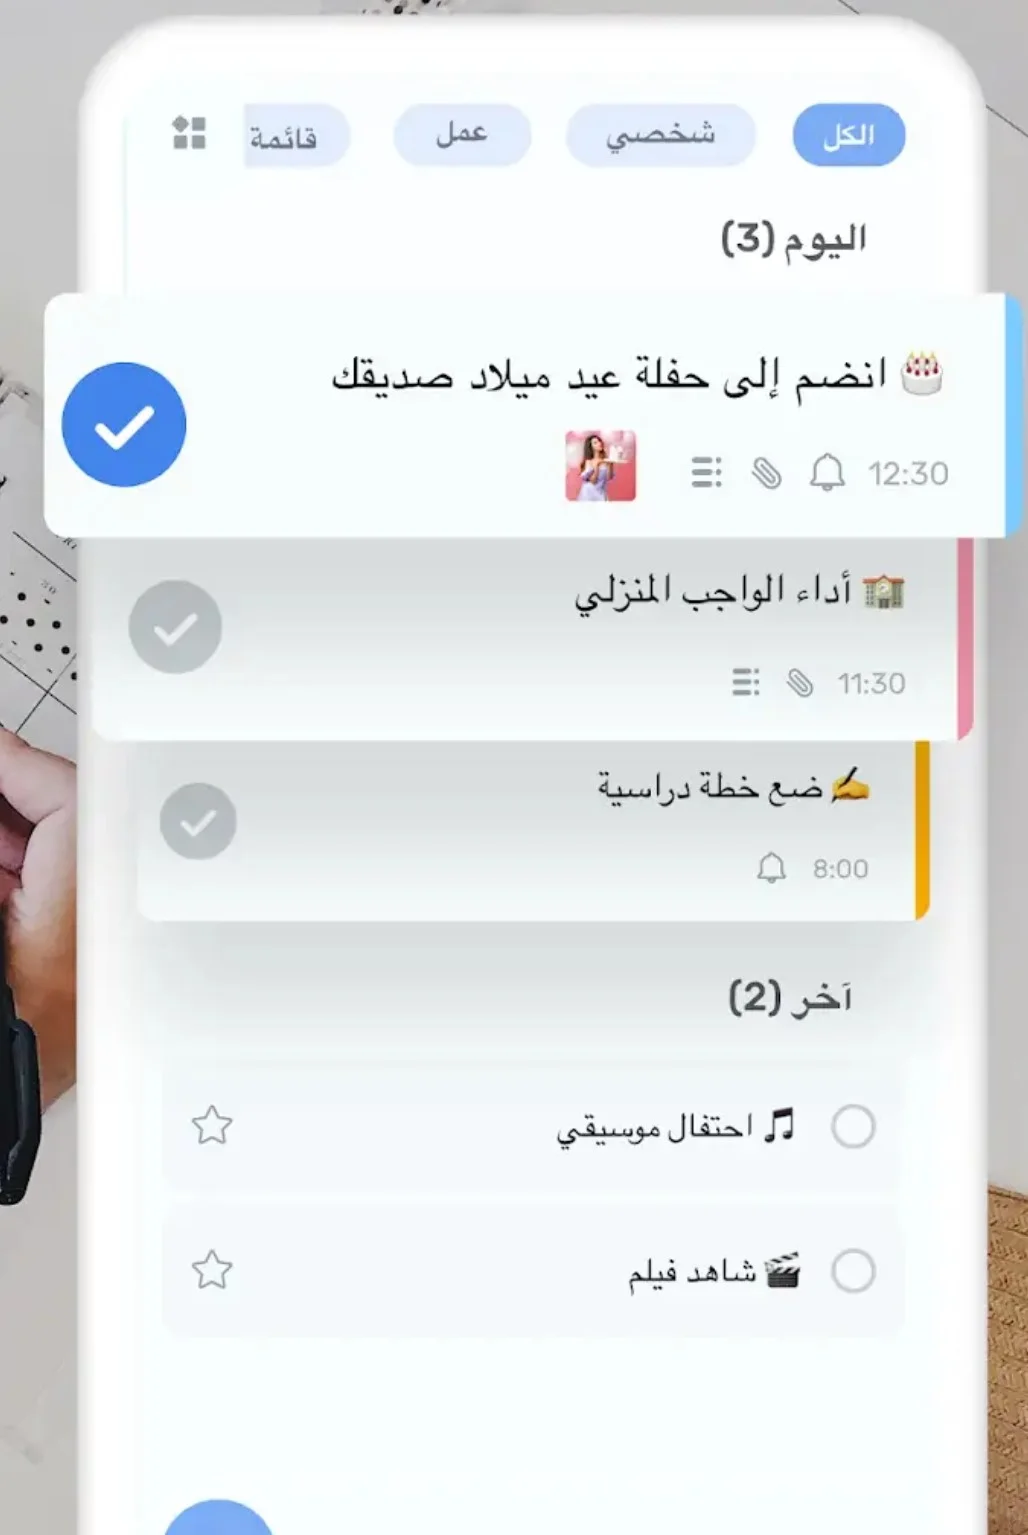 الكل شخصي عمل قائمة
اليوم (3)
انضم إلى حفلة عيد ميلاد صديقك
12:30
أداء الواجب المنزلي
11:30
ضع خطة دراسية
8:00
آخر (2)
احتفال موسيقي
شاهد فيلم